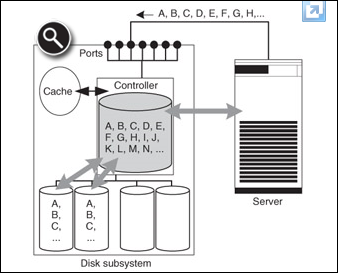 A, B, C, D, E, F, G, H,...
Ports
Controller
Cache
A, B, C, D, E,
F, G, H, I, J,
K, L, M, N, ...
Server
A,
B,
C,
...
A,
B,
C,
...
Disk subsystem